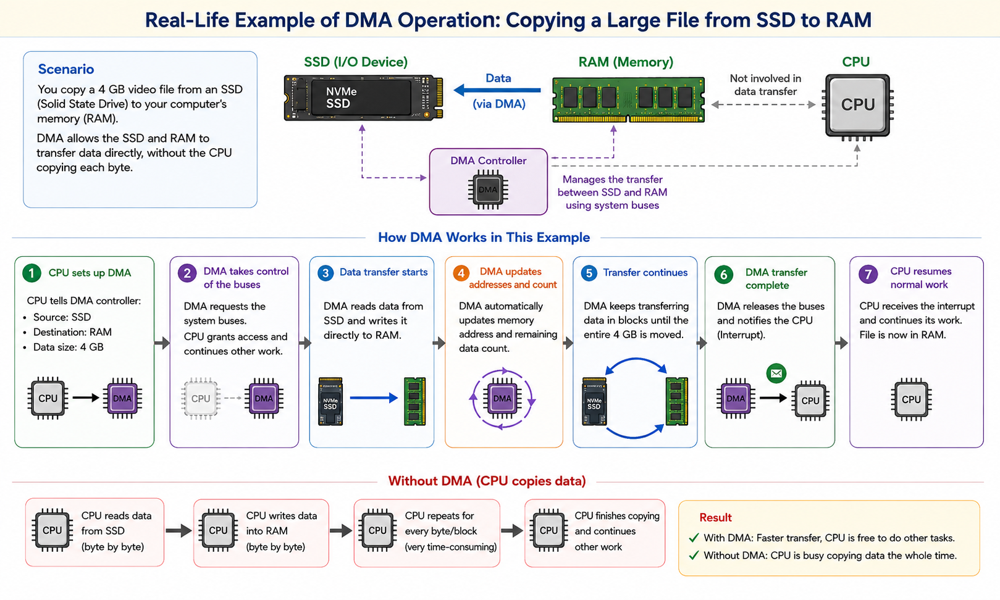 Real-Life Example of DMA Operation: Copying a Large File from SSD to RAM
Scenario
You copy a 4 GB video file from an SSD
(Solid State Drive) to your computer's
memory (RAM).
DMA allows the SSD and RAM to
transfer data directly, without the CPU
copying each byte.
SSD (I/O Device)
NVMe
SSD
Data
(via DMA)
RAM (Memory)
Not involved in
data transfer
CPU
CPU
DMA Controller
DMA
Manages the transfer
between SSD and RAM
using system buses
How DMA Works in This Example
1 CPU sets up DMA
CPU tells DMA controller:
• Source: SSD
• Destination: RAM
• Data size: 4 GB
CPU
DMA
2 DMA takes control
of the buses
DMA requests the
system buses.
CPU grants access and
continues other work.
CPU
DMA
3 Data transfer starts
DMA reads data from
SSD and writes it
directly to RAM.
NVMe
SSD
4 DMA updates
addresses and count
DMA automatically
updates memory
address and remaining
data count.
DMA
5 Transfer continues
DMA keeps transferring
data in blocks until the
entire 4 GB is moved.
NVMe
SSD
6 DMA transfer
complete
DMA releases the buses
and notifies the CPU
(Interrupt).
DMA
CPU
7 CPU resumes
normal work
CPU receives the interrupt
and continues its work.
File is now in RAM.
CPU
Without DMA (CPU copies data)
CPU
CPU reads data
from SSD
(byte by byte)
CPU
CPU writes data
into RAM
(byte by byte)
CPU
CPU repeats for
every byte/block
(very time-consuming)
CPU
CPU finishes copying
and continues
other work
Result
✓ With DMA: Faster transfer, CPU is free to do other tasks.
✓ Without DMA: CPU is busy copying data the whole time.